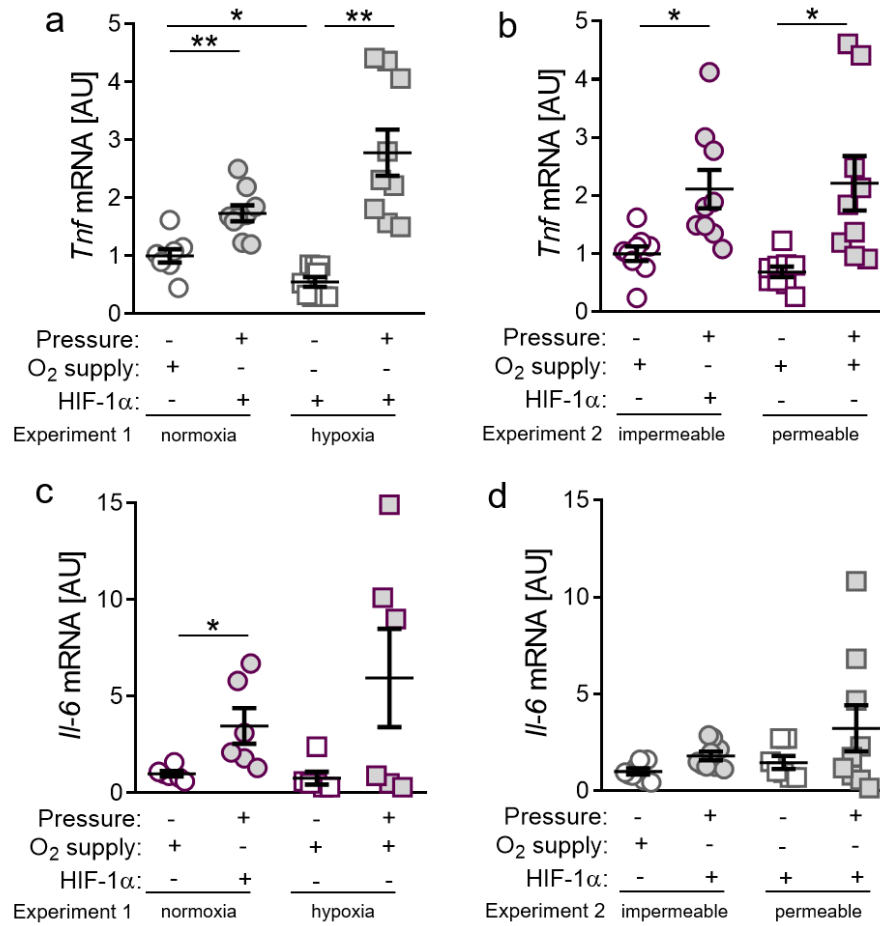 a
* **
**
Tnf mRNA [AU]
5
4
3
2
1
0
Pressure: - + - +
O₂ supply: + - - -
HIF-1α: - + + +
Experiment 1 normoxia hypoxia
b
* *
Tnf mRNA [AU]
5
4
3
2
1
0
Pressure: - + - +
O₂ supply: + - + +
HIF-1α: - + - -
Experiment 2 impermeable permeable
c
*
Il-6 mRNA [AU]
15
10
5
0
Pressure: - + - +
O₂ supply: + - + +
HIF-1α: - + - -
Experiment 1 normoxia hypoxia
d
Il-6 mRNA [AU]
15
10
5
0
Pressure: - + - +
O₂ supply: + - - -
HIF-1α: - + + +
Experiment 2 impermeable permeable